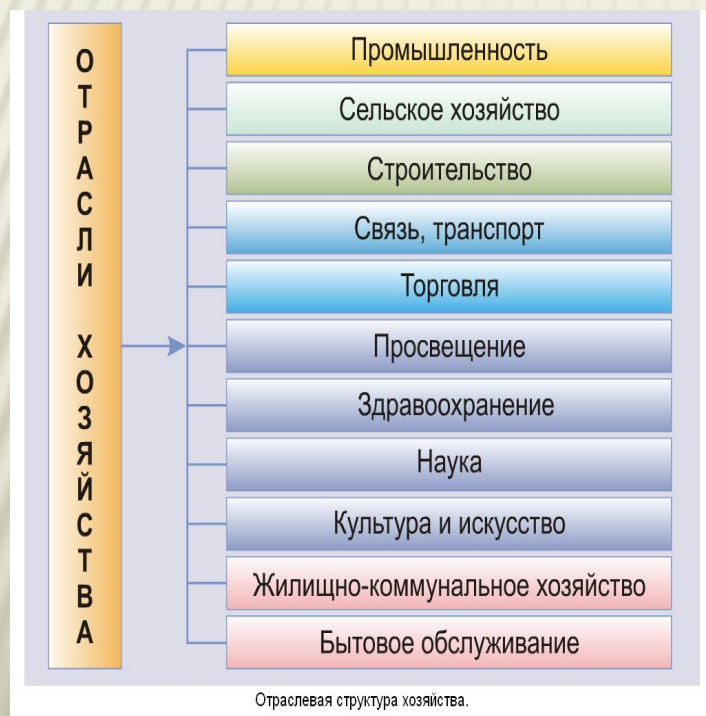 ОТРАСЛИ ХОЗЯЙСТВА
Промышленность
Сельское хозяйство
Строительство
Связь, транспорт
Торговля
Просвещение
Здравоохранение
Наука
Культура и искусство
Жилищно-коммунальное хозяйство
Бытовое обслуживание
Отраслевая структура хозяйства.